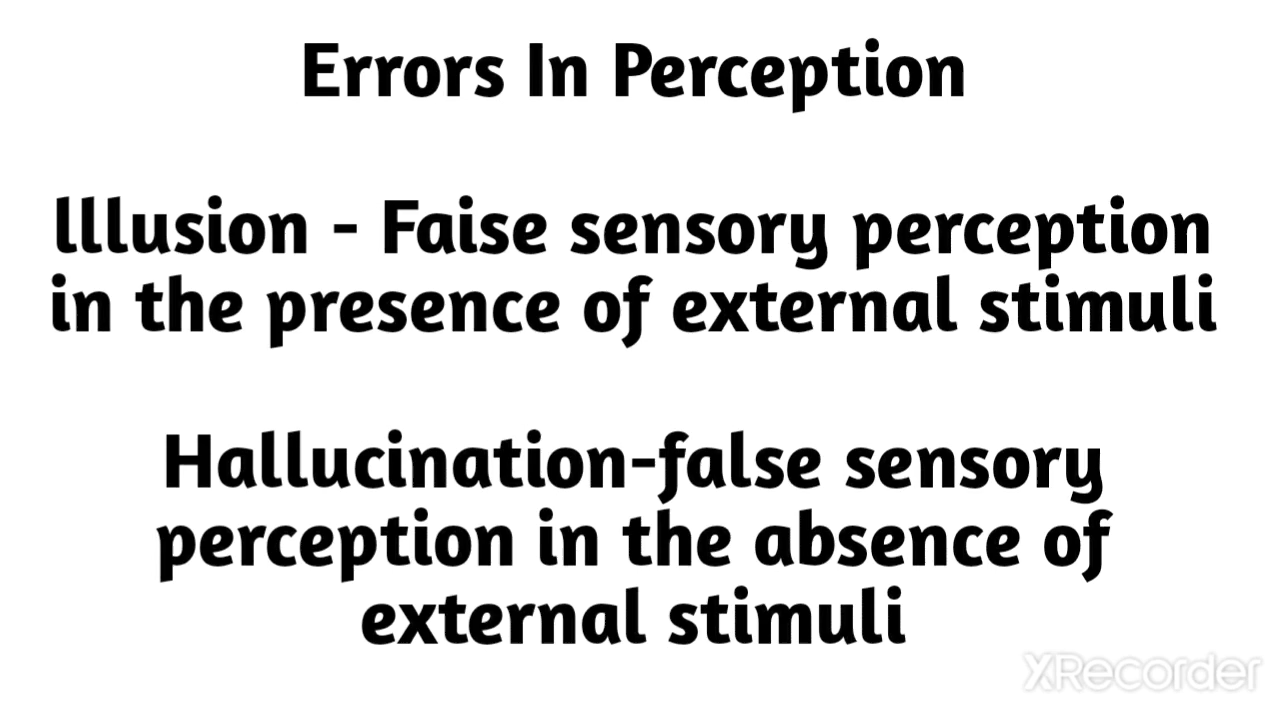 Errors In Perception
lllusion - Faise sensory perception
in the presence of external stimuli
Hallucination-false sensory
perception in the absence of
external stimuli
XRecorder